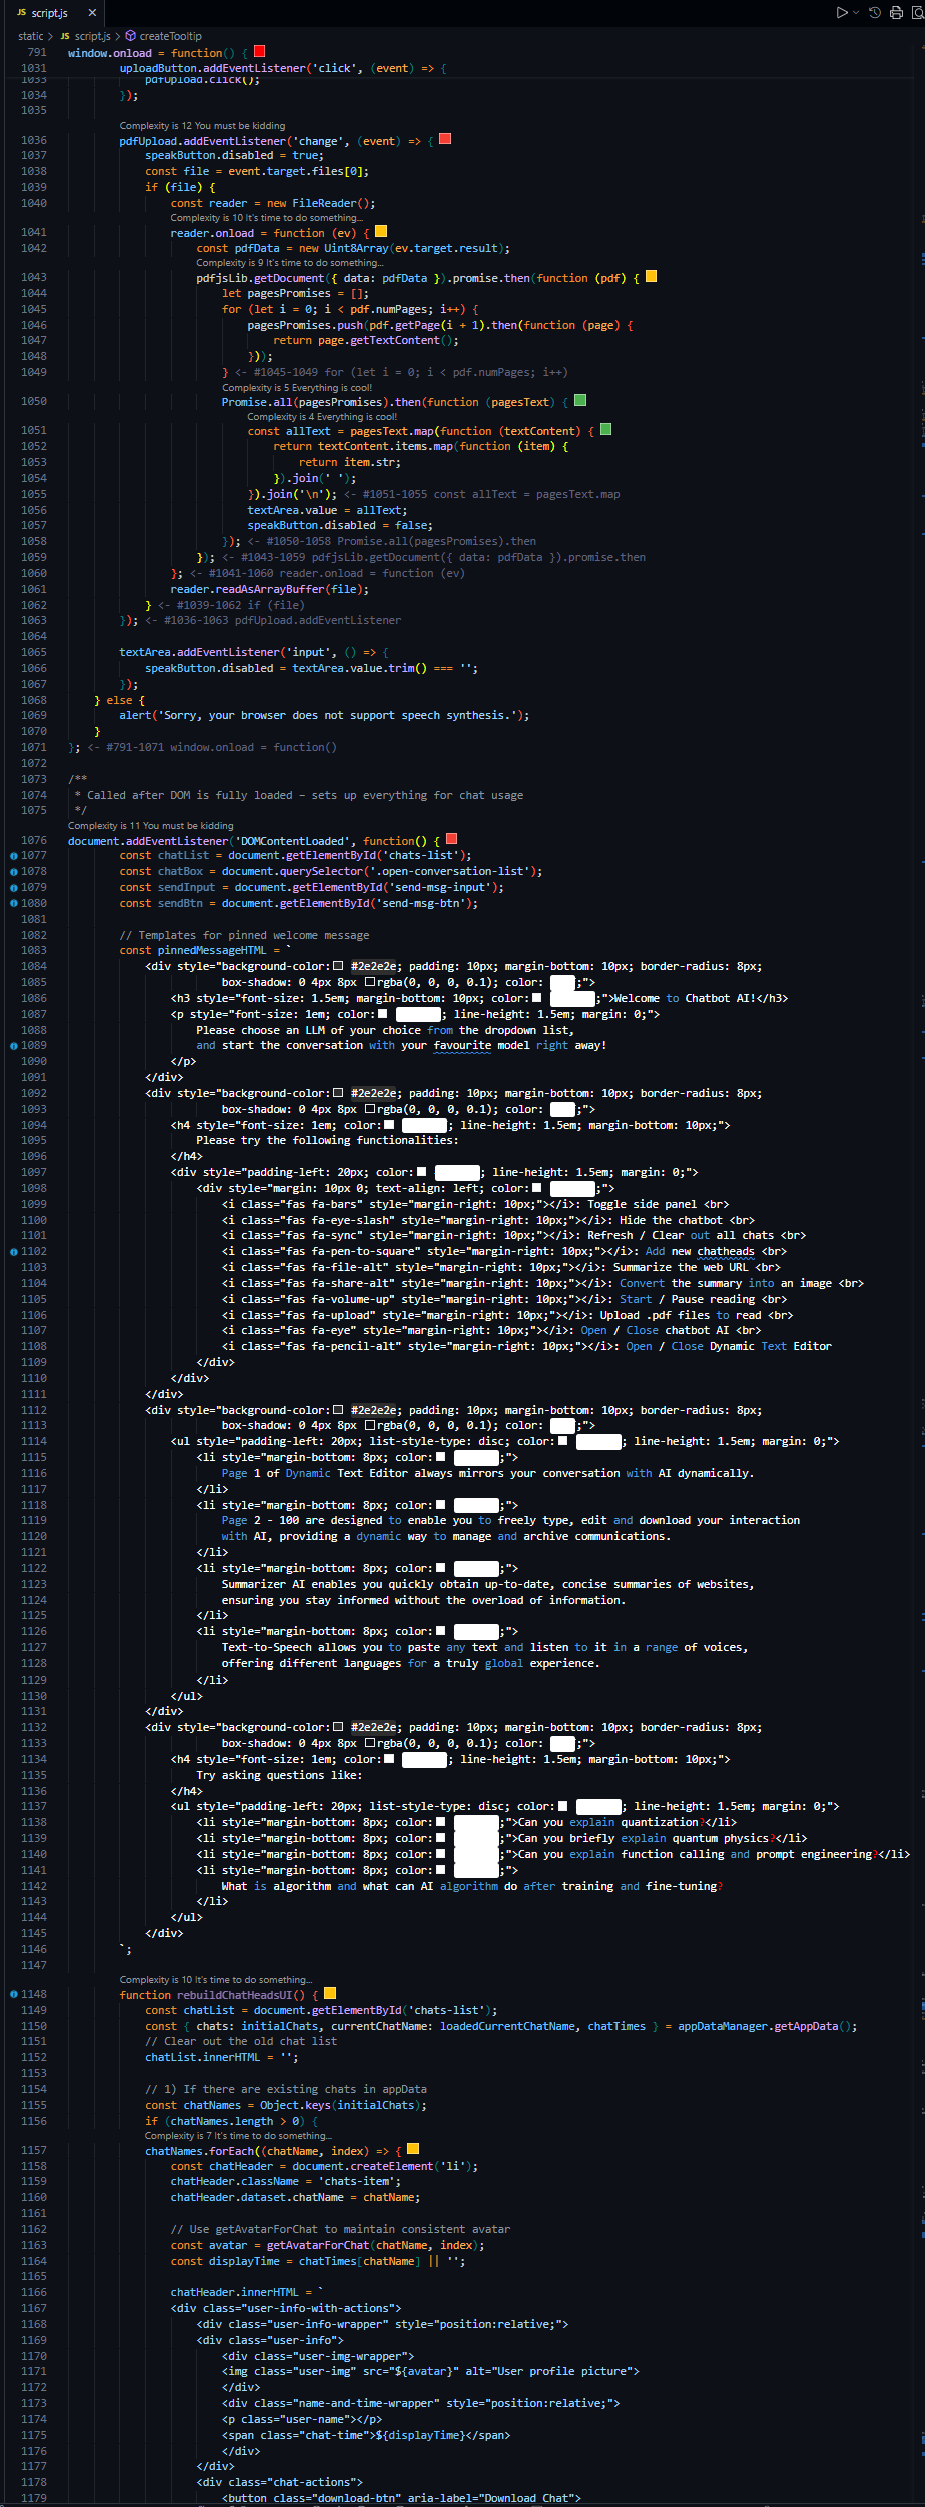 JS script.js ×
static > JS script.js > createTooltip
791 window.onload = function() {
1031 uploadButton.addEventListener('click', (event) => {
1033 pdfUpload.click();
1034 });
1035
Complexity is 12 You must be kidding
1036 pdfUpload.addEventListener('change', (event) => {
1037 speakButton.disabled = true;
1038 const file = event.target.files[0];
1039 if (file) {
1040 const reader = new FileReader();
Complexity is 10 It's time to do something...
1041 reader.onload = function (ev) {
1042 const pdfData = new Uint8Array(ev.target.result);
Complexity is 9 It's time to do something...
1043 pdfjsLib.getDocument({ data: pdfData }).promise.then(function (pdf) {
1044 let pagesPromises = [];
1045 for (let i = 0; i < pdf.numPages; i++) {
1046 pagesPromises.push(pdf.getPage(i + 1).then(function (page) {
1047 return page.getTextContent();
1048 }));
1049 } <- #1045-1049 for (let i = 0; i < pdf.numPages; i++)
Complexity is 5 Everything is cool!
1050 Promise.all(pagesPromises).then(function (pagesText) {
Complexity is 4 Everything is cool!
1051 const allText = pagesText.map(function (textContent) {
1052 return textContent.items.map(function (item) {
1053 return item.str;
1054 }).join(' ');
1055 }).join('\n'); <- #1051-1055 const allText = pagesText.map
1056 textArea.value = allText;
1057 speakButton.disabled = false;
1058 }); <- #1050-1058 Promise.all(pagesPromises).then
1059 }); <- #1043-1059 pdfjsLib.getDocument({ data: pdfData }).promise.then
1060 }; <- #1041-1060 reader.onload = function (ev)
1061 reader.readAsArrayBuffer(file);
1062 } <- #1039-1062 if (file)
1063 }); <- #1036-1063 pdfUpload.addEventListener
1064
1065 textArea.addEventListener('input', () => {
1066 speakButton.disabled = textArea.value.trim() === '';
1067 });
1068 } else {
1069 alert('Sorry, your browser does not support speech synthesis.');
1070 }
1071 }; <- #791-1071 window.onload = function()
1072
1073 /**
1074 * Called after DOM is fully loaded – sets up everything for chat usage
1075 */
Complexity is 11 You must be kidding
1076 document.addEventListener('DOMContentLoaded', function() {
1077 const chatList = document.getElementById('chats-list');
1078 const chatBox = document.querySelector('.open-conversation-list');
1079 const sendInput = document.getElementById('send-msg-input');
1080 const sendBtn = document.getElementById('send-msg-btn');
1081
1082 // Templates for pinned welcome message
1083 const pinnedMessageHTML = `
1084 <div style="background-color: #2e2e2e; padding: 10px; margin-bottom: 10px; border-radius: 8px;
1085 box-shadow: 0 4px 8px rgba(0, 0, 0, 0.1); color: ;">
1086 <h3 style="font-size: 1.5em; margin-bottom: 10px; color: ;">Welcome to Chatbot AI!</h3>
1087 <p style="font-size: 1em; color: ; line-height: 1.5em; margin: 0;">
1088 Please choose an LLM of your choice from the dropdown list,
1089 and start the conversation with your favourite model right away!
1090 </p>
1091 </div>
1092 <div style="background-color: #2e2e2e; padding: 10px; margin-bottom: 10px; border-radius: 8px;
1093 box-shadow: 0 4px 8px rgba(0, 0, 0, 0.1); color: ;">
1094 <h4 style="font-size: 1em; color: ; line-height: 1.5em; margin-bottom: 10px;">
1095 Please try the following functionalities:
1096 </h4>
1097 <div style="padding-left: 20px; color: ; line-height: 1.5em; margin: 0;">
1098 <div style="margin: 10px 0; text-align: left; color: ;">
1099 <i class="fas fa-bars" style="margin-right: 10px;"></i>: Toggle side panel <br>
1100 <i class="fas fa-eye-slash" style="margin-right: 10px;"></i>: Hide the chatbot <br>
1101 <i class="fas fa-sync" style="margin-right: 10px;"></i>: Refresh / Clear out all chats <br>
1102 <i class="fas fa-pen-to-square" style="margin-right: 10px;"></i>: Add new chatheads <br>
1103 <i class="fas fa-file-alt" style="margin-right: 10px;"></i>: Summarize the web URL <br>
1104 <i class="fas fa-share-alt" style="margin-right: 10px;"></i>: Convert the summary into an image <br>
1105 <i class="fas fa-volume-up" style="margin-right: 10px;"></i>: Start / Pause reading <br>
1106 <i class="fas fa-upload" style="margin-right: 10px;"></i>: Upload .pdf files to read <br>
1107 <i class="fas fa-eye" style="margin-right: 10px;"></i>: Open / Close chatbot AI <br>
1108 <i class="fas fa-pencil-alt" style="margin-right: 10px;"></i>: Open / Close Dynamic Text Editor
1109 </div>
1110 </div>
1111 </div>
1112 <div style="background-color: #2e2e2e; padding: 10px; margin-bottom: 10px; border-radius: 8px;
1113 box-shadow: 0 4px 8px rgba(0, 0, 0, 0.1); color: ;">
1114 <ul style="padding-left: 20px; list-style-type: disc; color: ; line-height: 1.5em; margin: 0;">
1115 <li style="margin-bottom: 8px; color: ;">
1116 Page 1 of Dynamic Text Editor always mirrors your conversation with AI dynamically.
1117 </li>
1118 <li style="margin-bottom: 8px; color: ;">
1119 Page 2 - 100 are designed to enable you to freely type, edit and download your interaction
1120 with AI, providing a dynamic way to manage and archive communications.
1121 </li>
1122 <li style="margin-bottom: 8px; color: ;">
1123 Summarizer AI enables you quickly obtain up-to-date, concise summaries of websites,
1124 ensuring you stay informed without the overload of information.
1125 </li>
1126 <li style="margin-bottom: 8px; color: ;">
1127 Text-to-Speech allows you to paste any text and listen to it in a range of voices,
1128 offering different languages for a truly global experience.
1129 </li>
1130 </ul>
1131 </div>
1132 <div style="background-color: #2e2e2e; padding: 10px; margin-bottom: 10px; border-radius: 8px;
1133 box-shadow: 0 4px 8px rgba(0, 0, 0, 0.1); color: ;">
1134 <h4 style="font-size: 1em; color: ; line-height: 1.5em; margin-bottom: 10px;">
1135 Try asking questions like:
1136 </h4>
1137 <ul style="padding-left: 20px; list-style-type: disc; color: ; line-height: 1.5em; margin: 0;">
1138 <li style="margin-bottom: 8px; color: ;">Can you explain quantization?</li>
1139 <li style="margin-bottom: 8px; color: ;">Can you briefly explain quantum physics?</li>
1140 <li style="margin-bottom: 8px; color: ;">Can you explain function calling and prompt engineering?</li>
1141 <li style="margin-bottom: 8px; color: ;">
1142 What is algorithm and what can AI algorithm do after training and fine-tuning?
1143 </li>
1144 </ul>
1145 </div>
1146 `;
1147
Complexity is 10 It's time to do something...
1148 function rebuildChatHeadsUI() {
1149 const chatList = document.getElementById('chats-list');
1150 const { chats: initialChats, currentChatName: loadedCurrentChatName, chatTimes } = appDataManager.getAppData();
1151 // Clear out the old chat list
1152 chatList.innerHTML = '';
1153
1154 // 1) If there are existing chats in appData
1155 const chatNames = Object.keys(initialChats);
1156 if (chatNames.length > 0) {
Complexity is 7 It's time to do something...
1157 chatNames.forEach((chatName, index) => {
1158 const chatHeader = document.createElement('li');
1159 chatHeader.className = 'chats-item';
1160 chatHeader.dataset.chatName = chatName;
1161
1162 // Use getAvatarForChat to maintain consistent avatar
1163 const avatar = getAvatarForChat(chatName, index);
1164 const displayTime = chatTimes[chatName] || '';
1165
1166 chatHeader.innerHTML = `
1167 <div class="user-info-with-actions">
1168 <div class="user-info-wrapper" style="position:relative;">
1169 <div class="user-info">
1170 <div class="user-img-wrapper">
1171 <img class="user-img" src="${avatar}" alt="User profile picture">
1172 </div>
1173 <div class="name-and-time-wrapper" style="position:relative;">
1174 <p class="user-name"></p>
1175 <span class="chat-time">${displayTime}</span>
1176 </div>
1177 </div>
1178 <div class="chat-actions">
1179 <button class="download-btn" aria-label="Download Chat">